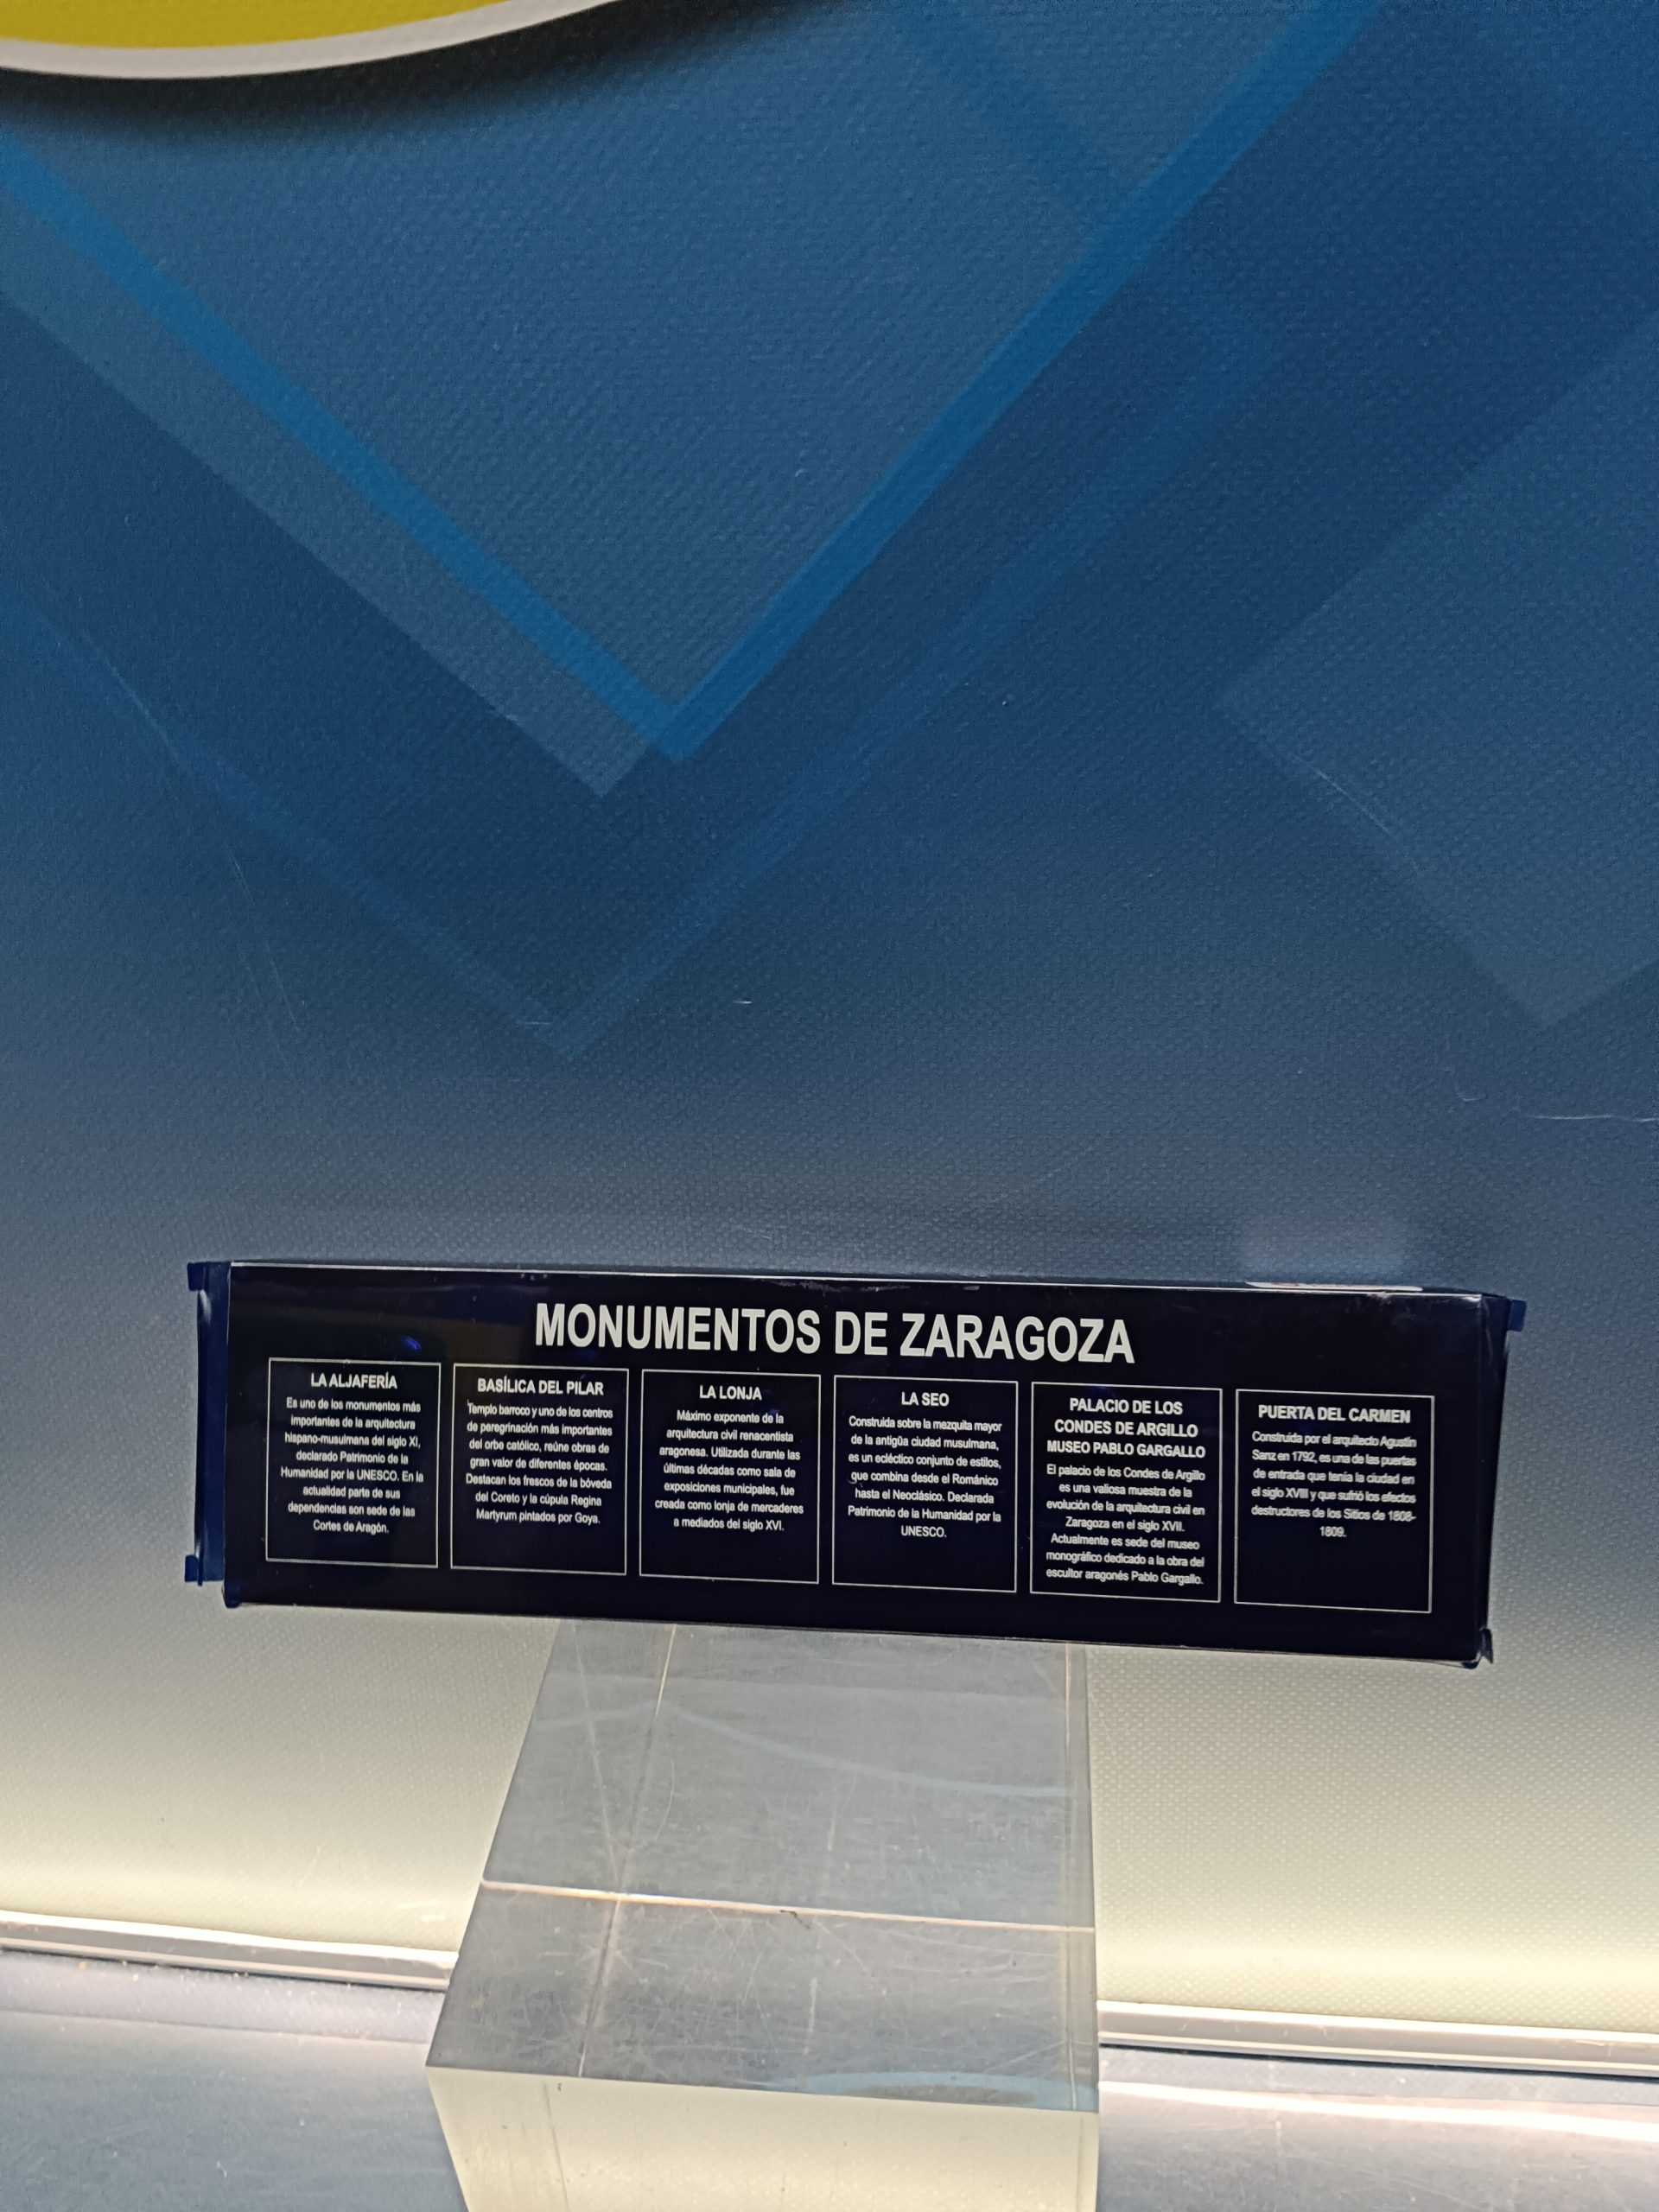 MONUMENTOS DE ZARAGOZA
LA ALJAFERÍA
Es uno de los monumentos más
importantes de la arquitectura
hispano-musulmana del siglo XI,
declarado Patrimonio de la
Humanidad por la UNESCO. En la
actualidad parte de sus
dependencias son sede de las
Cortes de Aragón.
BASÍLICA DEL PILAR
Templo barroco y uno de los centros
de peregrinación más importantes
del orbe católico, reúne obras de
gran valor de diferentes épocas.
Destacan los frescos de la bóveda
del Coreto y la cúpula Regina
Martyrum pintados por Goya.
LA LONJA
Máximo exponente de la
arquitectura civil renacentista
aragonesa. Utilizada durante las
últimas décadas como sala de
exposiciones municipales, fue
creada como lonja de mercaderes
a mediados del siglo XVI.
LA SEO
Construida sobre la mezquita mayor
de la antigüa ciudad musulmana,
es un ecléctico conjunto de estilos,
que combina desde el Románico
hasta el Neoclásico. Declarada
Patrimonio de la Humanidad por la
UNESCO.
PALACIO DE LOS
CONDES DE ARGILLO
MUSEO PABLO GARGALLO
El palacio de los Condes de Argillo
es una valiosa muestra de la
evolución de la arquitectura civil en
Zaragoza en el siglo XVII.
Actualmente es sede del museo
monográfico dedicado a la obra del
escultor aragonés Pablo Gargallo.
PUERTA DEL CARMEN
Construida por el arquitecto Agustín
Sanz en 1792, es una de las puertas
de entrada que tenía la ciudad en
el siglo XVIII y que sufrió los efectos
destructores de los Sitios de 1808-
1809.